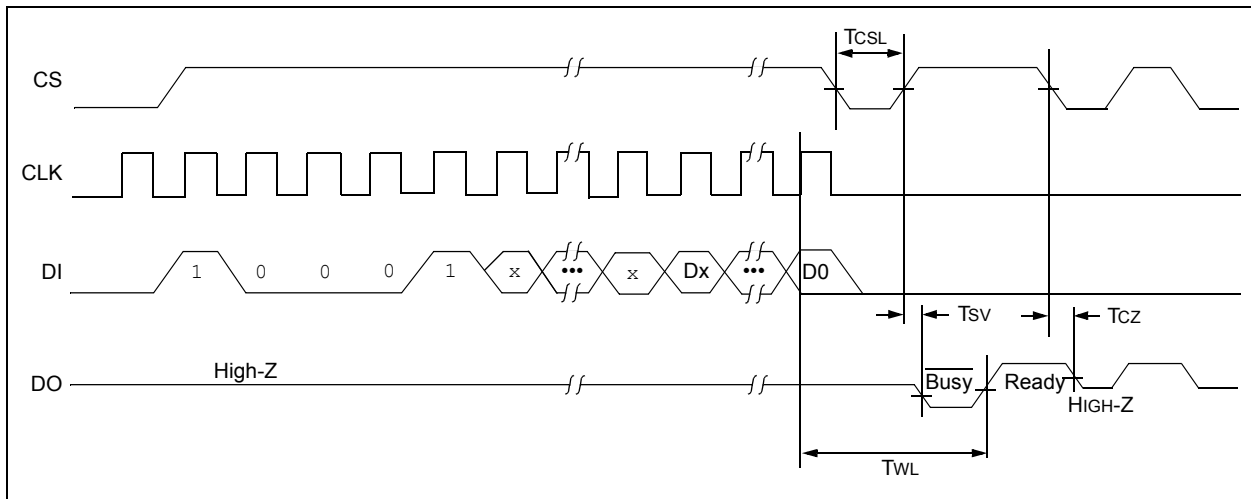 TCSL
CS
CLK
DI
1 0 0 0 1 x ••• x Dx ••• D0
TSV
TCZ
DO
High-Z
Busy
Ready
HIGH-Z
TWL